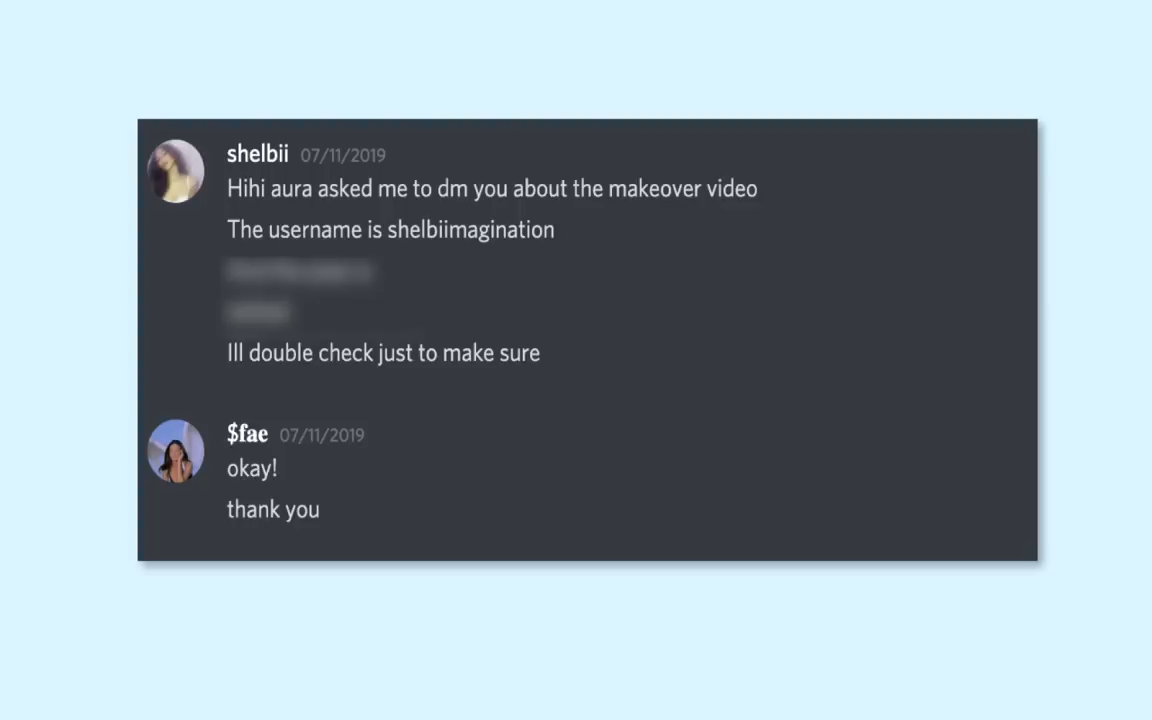 shelbii 07/11/2019
Hihi aura asked me to dm you about the makeover video
The username is shelbiimagination
Ill double check just to make sure
$fae 07/11/2019
okay!
thank you